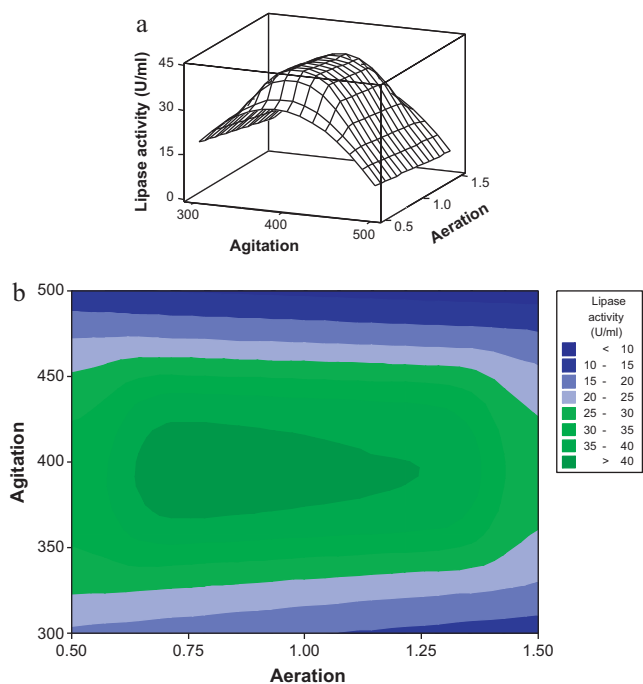 a
Lipase activity (U/ml)
45
30
15
0
300
400
500
Agitation
0.5
1.0
1.5
Aeration
b
Agitation
500
450
400
350
300
0.50
0.75
1.00
1.25
1.50
Aeration
Lipase
activity
(U/ml)
< 10
10 - 15
15 - 20
20 - 25
25 - 30
30 - 35
35 - 40
> 40